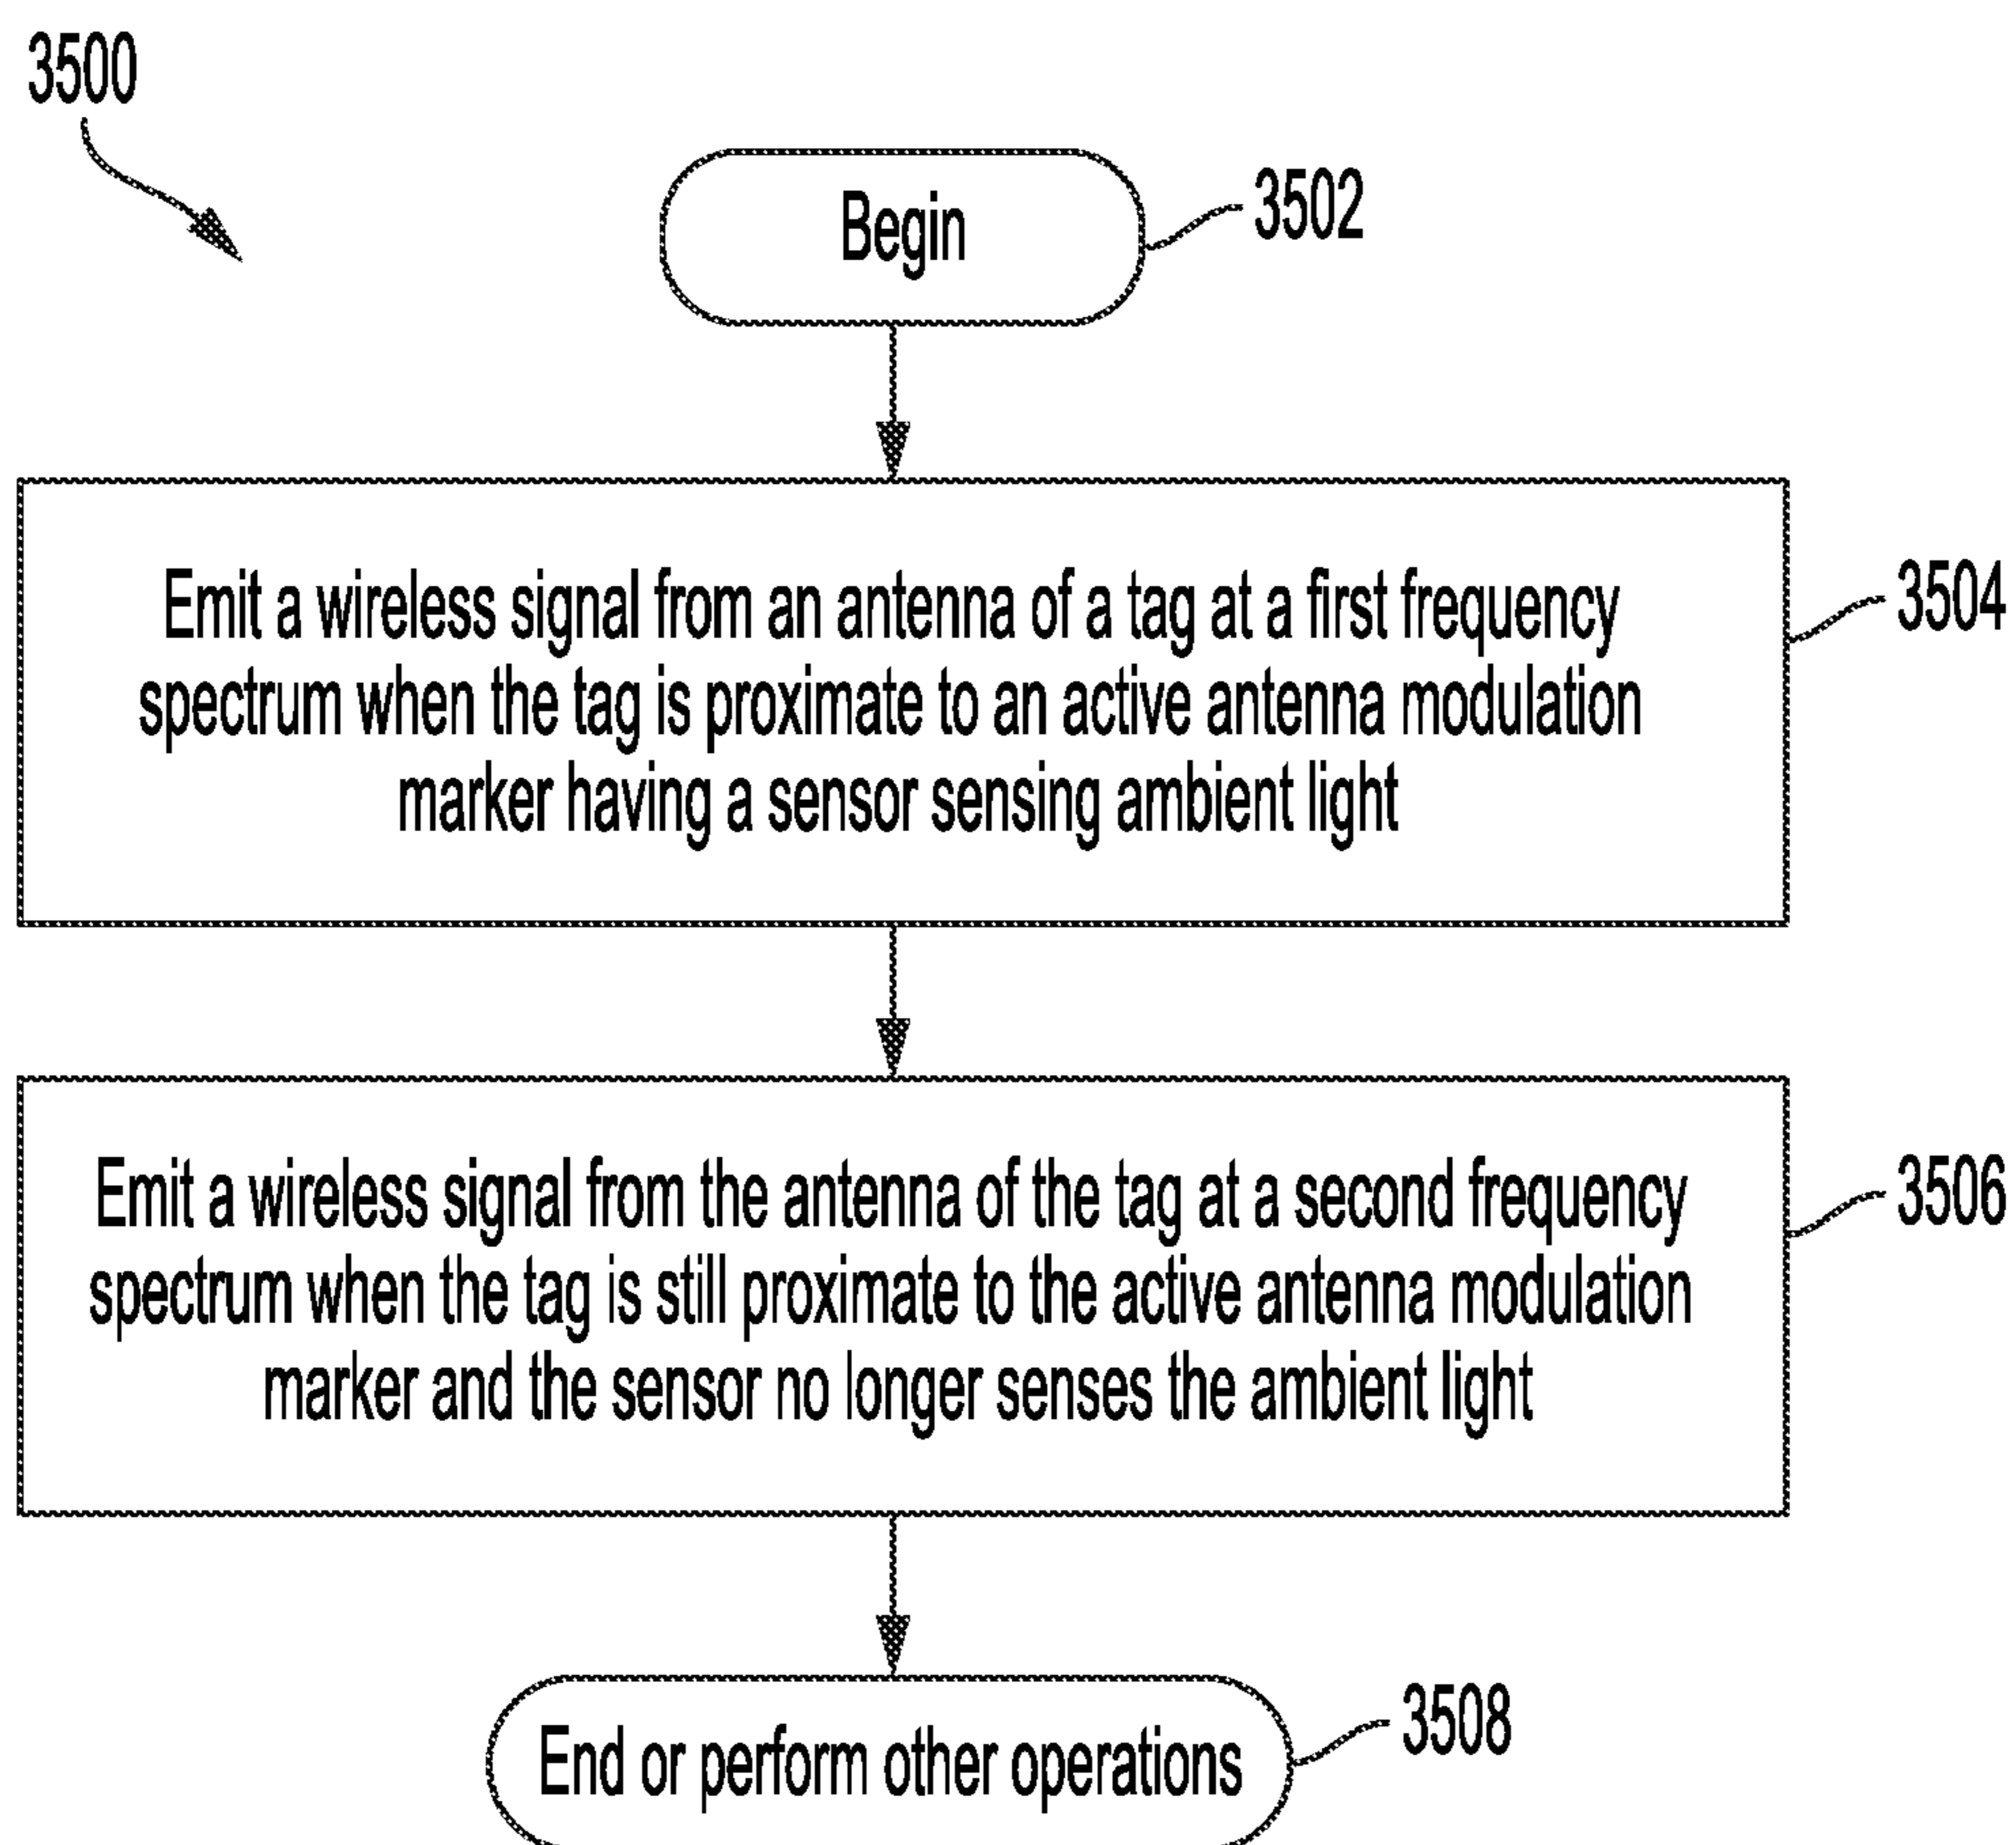 3500
Begin
3502
Emit a wireless signal from an antenna of a tag at a first frequency
spectrum when the tag is proximate to an active antenna modulation
marker having a sensor sensing ambient light
3504
Emit a wireless signal from the antenna of the tag at a second frequency
spectrum when the tag is still proximate to the active antenna modulation
marker and the sensor no longer senses the ambient light
3506
End or perform other operations
3508